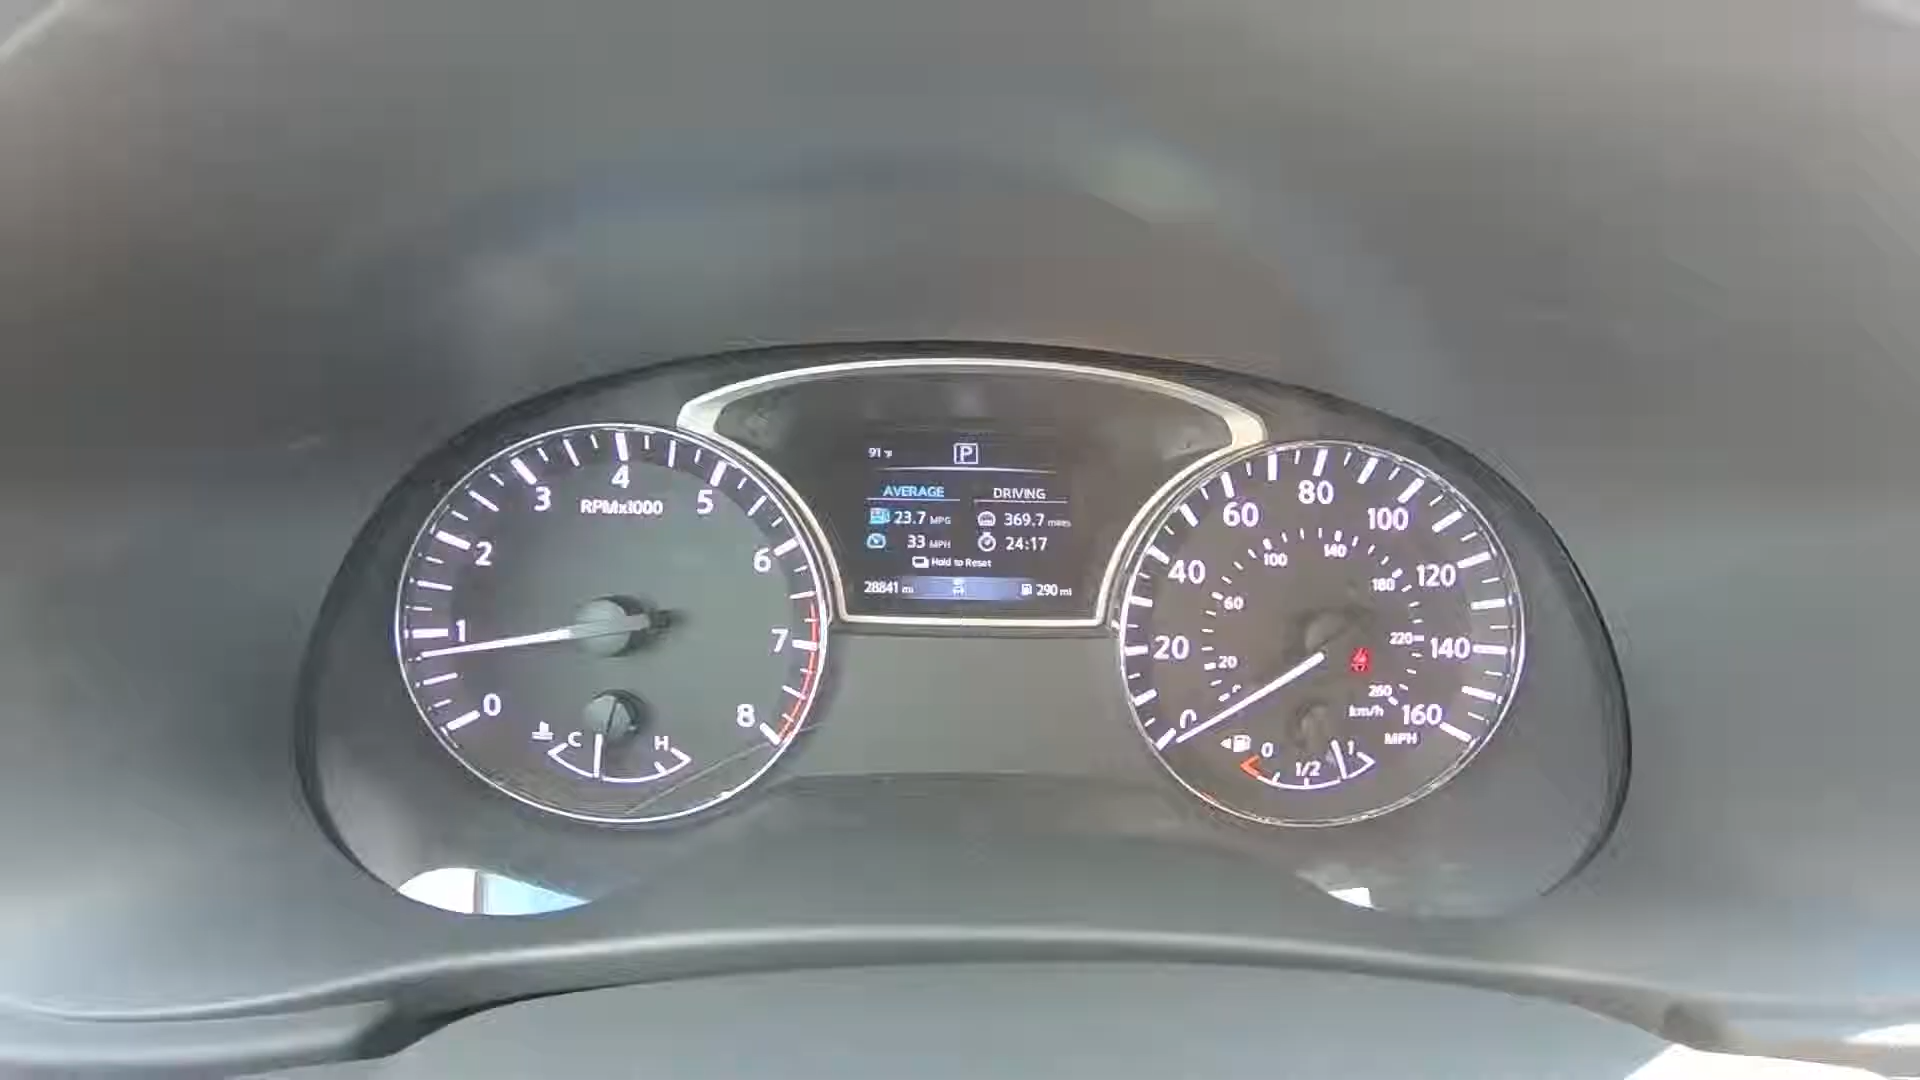 91 °F P
AVERAGE DRIVING
23.7 MPG 369.7 miles
33 MPH 24:17
Hold to Reset
28841 mi 290 mi
0 1 2 3 4 5 6 7 8
RPMx1000
C H
0 20 40 60 80 100 120 140 160
MPH
20 60 100 140 180 220 260
km/h
0 1/2 1